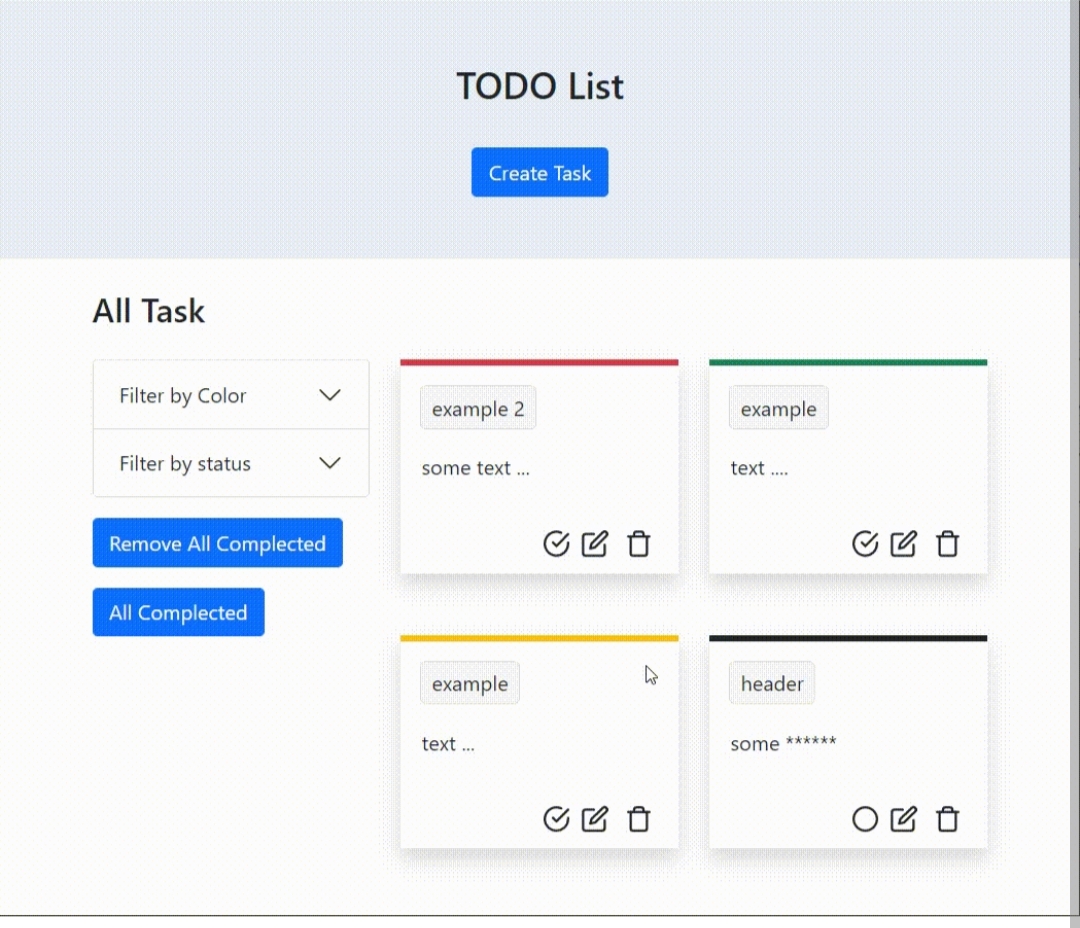 TODO List
Create Task
All Task
Filter by Color
Filter by status
Remove All Complected
All Complected
example 2
some text ...
example
text ....
example
text ...
header
some ******